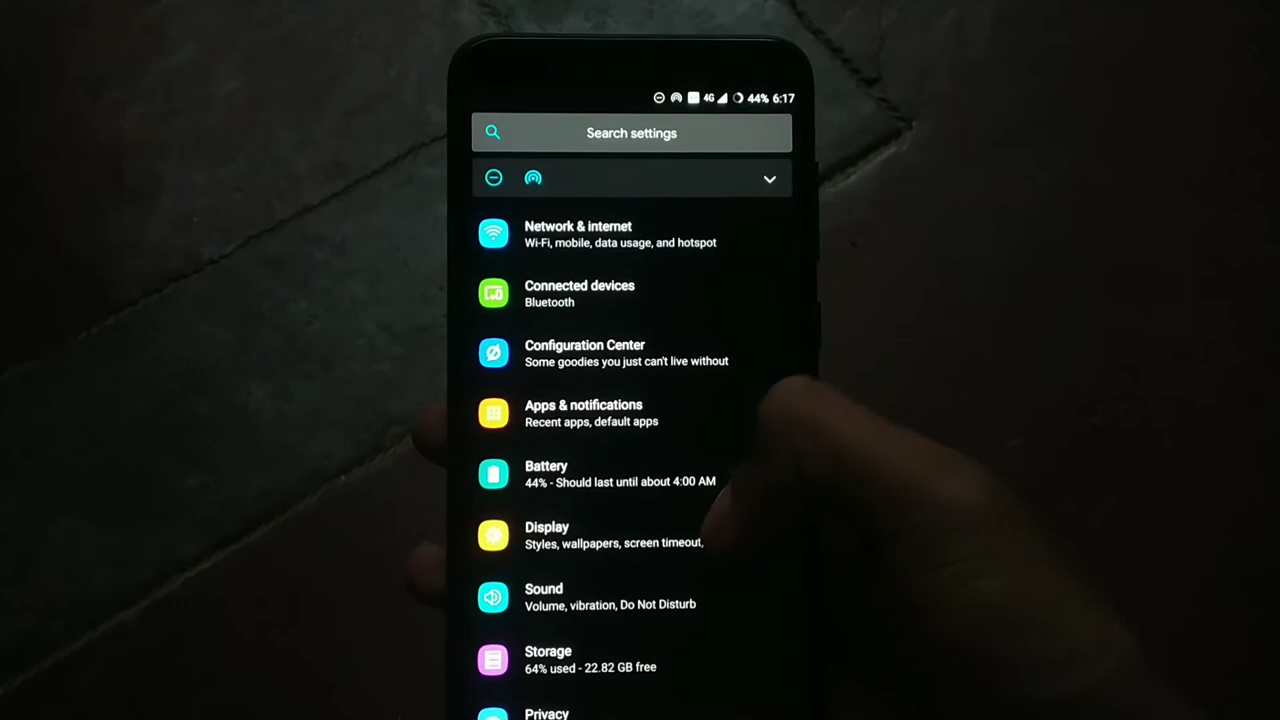 4G 44% 6:17
Search settings
Network & internet
Wi-Fi, mobile, data usage, and hotspot
Connected devices
Bluetooth
Configuration Center
Some goodies you just can't live without
Apps & notifications
Recent apps, default apps
Battery
44% - Should last until about 4:00 AM
Display
Styles, wallpapers, screen timeout,
Sound
Volume, vibration, Do Not Disturb
Storage
64% used - 22.82 GB free
Privacy